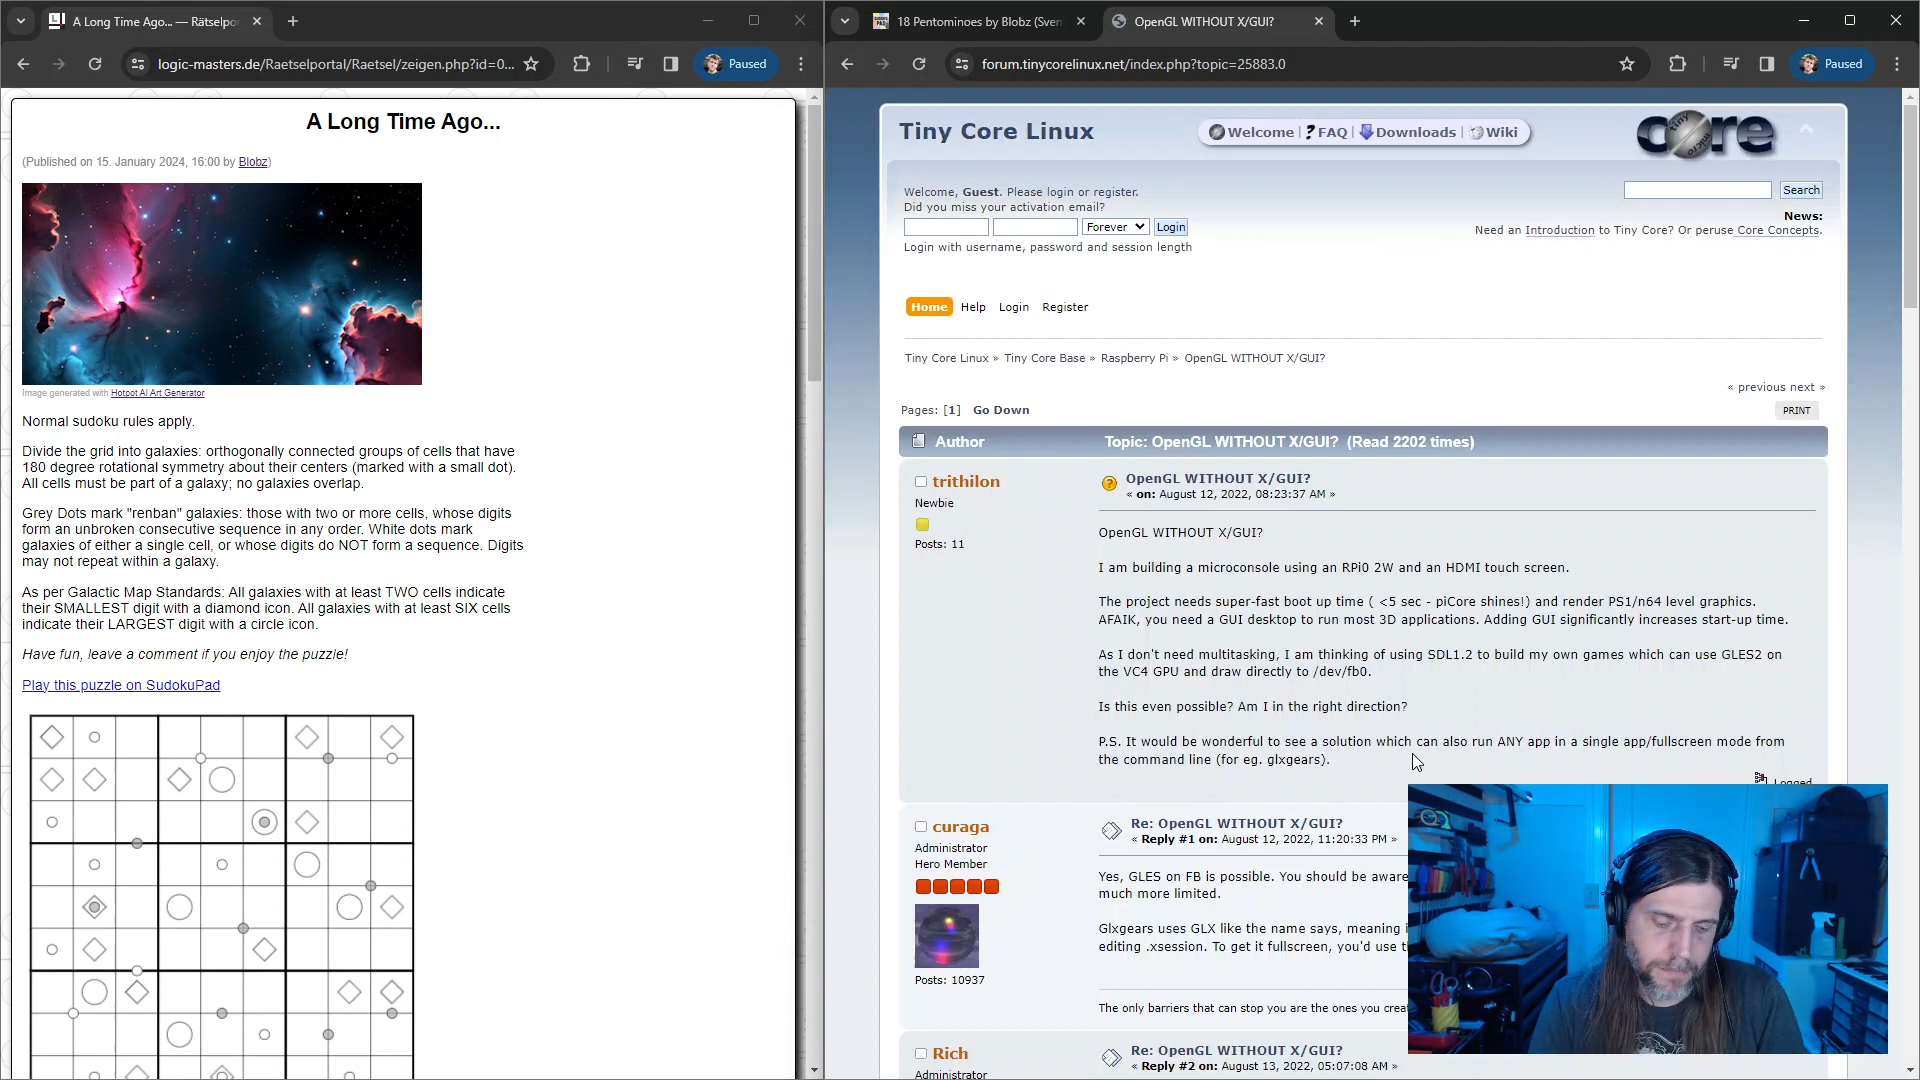 A Long Time Ago... — Rätselpor
18 Pentominoes by Blobz (Sven
OpenGL WITHOUT X/GUI?
logic-masters.de/Raetselportal/Raetsel/zeigen.php?id=0...
Paused
forum.tinycorelinux.net/index.php?topic=25883.0
Paused
A Long Time Ago...
(Published on 15. January 2024, 16:00 by Blobz)
Image generated with Hotpot AI Art Generator
Normal sudoku rules apply.
Divide the grid into galaxies: orthogonally connected groups of cells that have
180 degree rotational symmetry about their centers (marked with a small dot).
All cells must be part of a galaxy; no galaxies overlap.
Grey Dots mark "renban" galaxies: those with two or more cells, whose digits
form an unbroken consecutive sequence in any order. White dots mark
galaxies of either a single cell, or whose digits do NOT form a sequence. Digits
may not repeat within a galaxy.
As per Galactic Map Standards: All galaxies with at least TWO cells indicate
their SMALLEST digit with a diamond icon. All galaxies with at least SIX cells
indicate their LARGEST digit with a circle icon.
Have fun, leave a comment if you enjoy the puzzle!
Play this puzzle on SudokuPad
Tiny Core Linux
Welcome | ? FAQ | Downloads | Wiki
core
tiny
micro
Welcome, Guest. Please login or register.
Did you miss your activation email?
Forever
Login
Login with username, password and session length
Search
News:
Need an Introduction to Tiny Core? Or peruse Core Concepts.
Home Help Login Register
Tiny Core Linux » Tiny Core Base » Raspberry Pi » OpenGL WITHOUT X/GUI?
« previous next »
Pages: [1] Go Down
PRINT
Author
Topic: OpenGL WITHOUT X/GUI? (Read 2202 times)
trithilon
Newbie
Posts: 11
OpenGL WITHOUT X/GUI?
« on: August 12, 2022, 08:23:37 AM »
OpenGL WITHOUT X/GUI?
I am building a microconsole using an RPi0 2W and an HDMI touch screen.
The project needs super-fast boot up time ( <5 sec - piCore shines!) and render PS1/n64 level graphics.
AFAIK, you need a GUI desktop to run most 3D applications. Adding GUI significantly increases start-up time.
As I don't need multitasking, I am thinking of using SDL1.2 to build my own games which can use GLES2 on
the VC4 GPU and draw directly to /dev/fb0.
Is this even possible? Am I in the right direction?
P.S. It would be wonderful to see a solution which can also run ANY app in a single app/fullscreen mode from
the command line (for eg. glxgears).
Logged
curaga
Administrator
Hero Member
Posts: 10937
Re: OpenGL WITHOUT X/GUI?
« Reply #1 on: August 12, 2022, 11:20:33 PM »
Yes, GLES on FB is possible. You should be aware
much more limited.
Glxgears uses GLX like the name says, meaning
editing .xsession. To get it fullscreen, you'd use
The only barriers that can stop you are the ones you
Rich
Administrator
Re: OpenGL WITHOUT X/GUI?
« Reply #2 on: August 13, 2022, 05:07:08 AM »